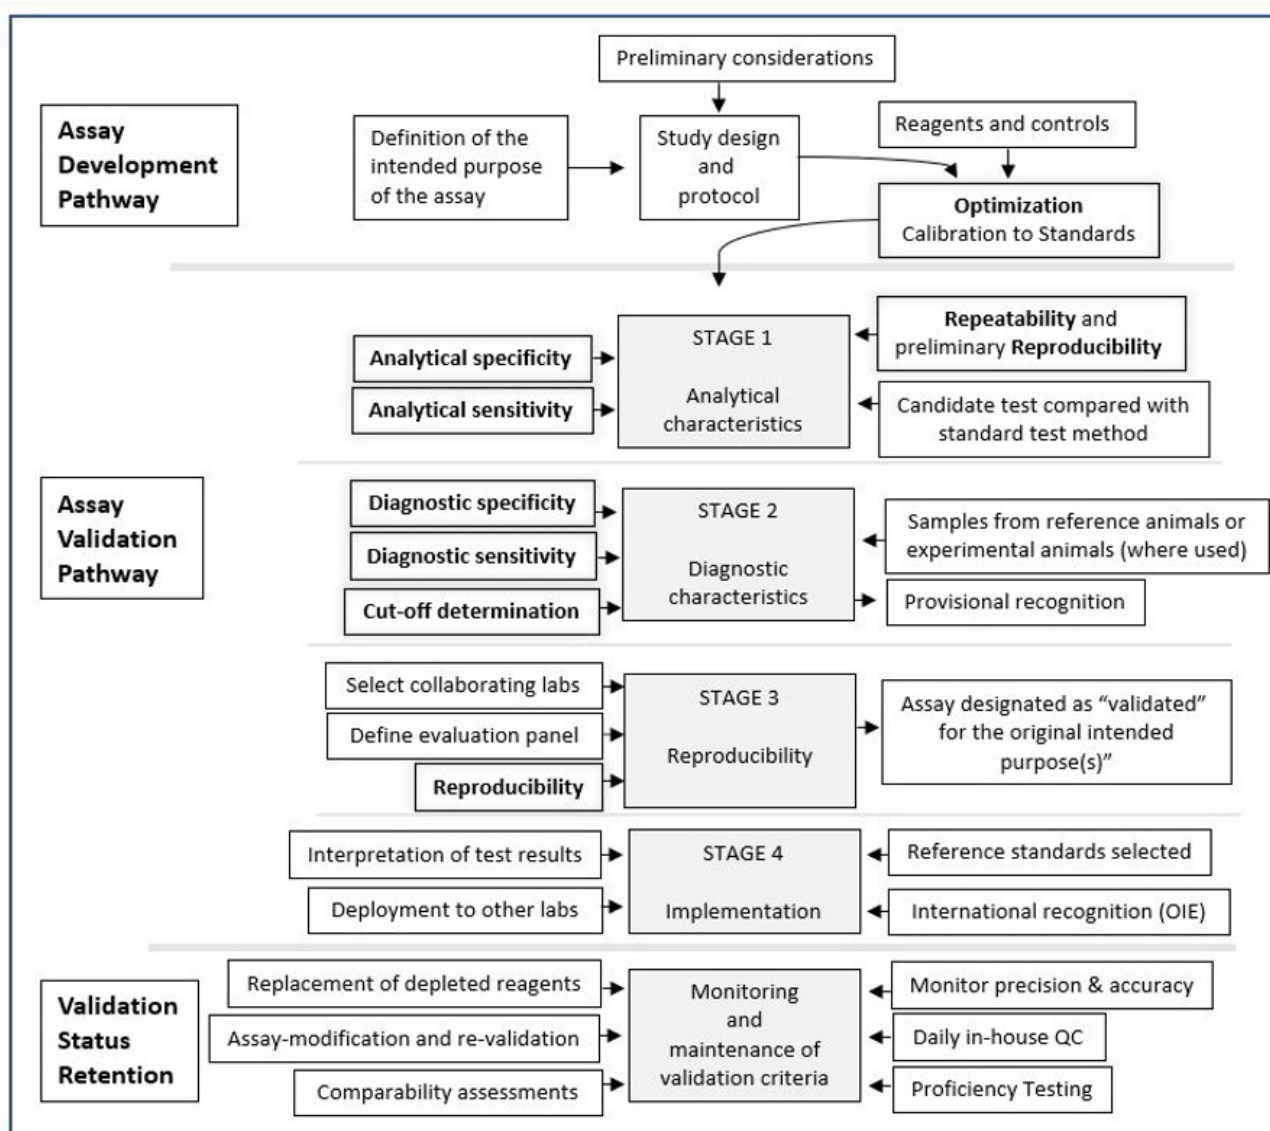 Preliminary considerations
Assay
Development
Pathway
Definition of the
intended purpose
of the assay
Study design
and
protocol
Reagents and controls
Optimization
Calibration to Standards
STAGE 1
Analytical
characteristics
Analytical specificity
Analytical sensitivity
Repeatability and
preliminary Reproducibility
Candidate test compared with
standard test method
Assay
Validation
Pathway
Diagnostic specificity
Diagnostic sensitivity
Cut-off determination
STAGE 2
Diagnostic
characteristics
Samples from reference animals or
experimental animals (where used)
Provisional recognition
Select collaborating labs
Define evaluation panel
Reproducibility
STAGE 3
Reproducibility
Assay designated as “validated”
for the original intended
purpose(s)”
Interpretation of test results
Deployment to other labs
STAGE 4
Implementation
Reference standards selected
International recognition (OIE)
Validation
Status
Retention
Replacement of depleted reagents
Assay-modification and re-validation
Comparability assessments
Monitoring
and
maintenance of
validation criteria
Monitor precision & accuracy
Daily in-house QC
Proficiency Testing